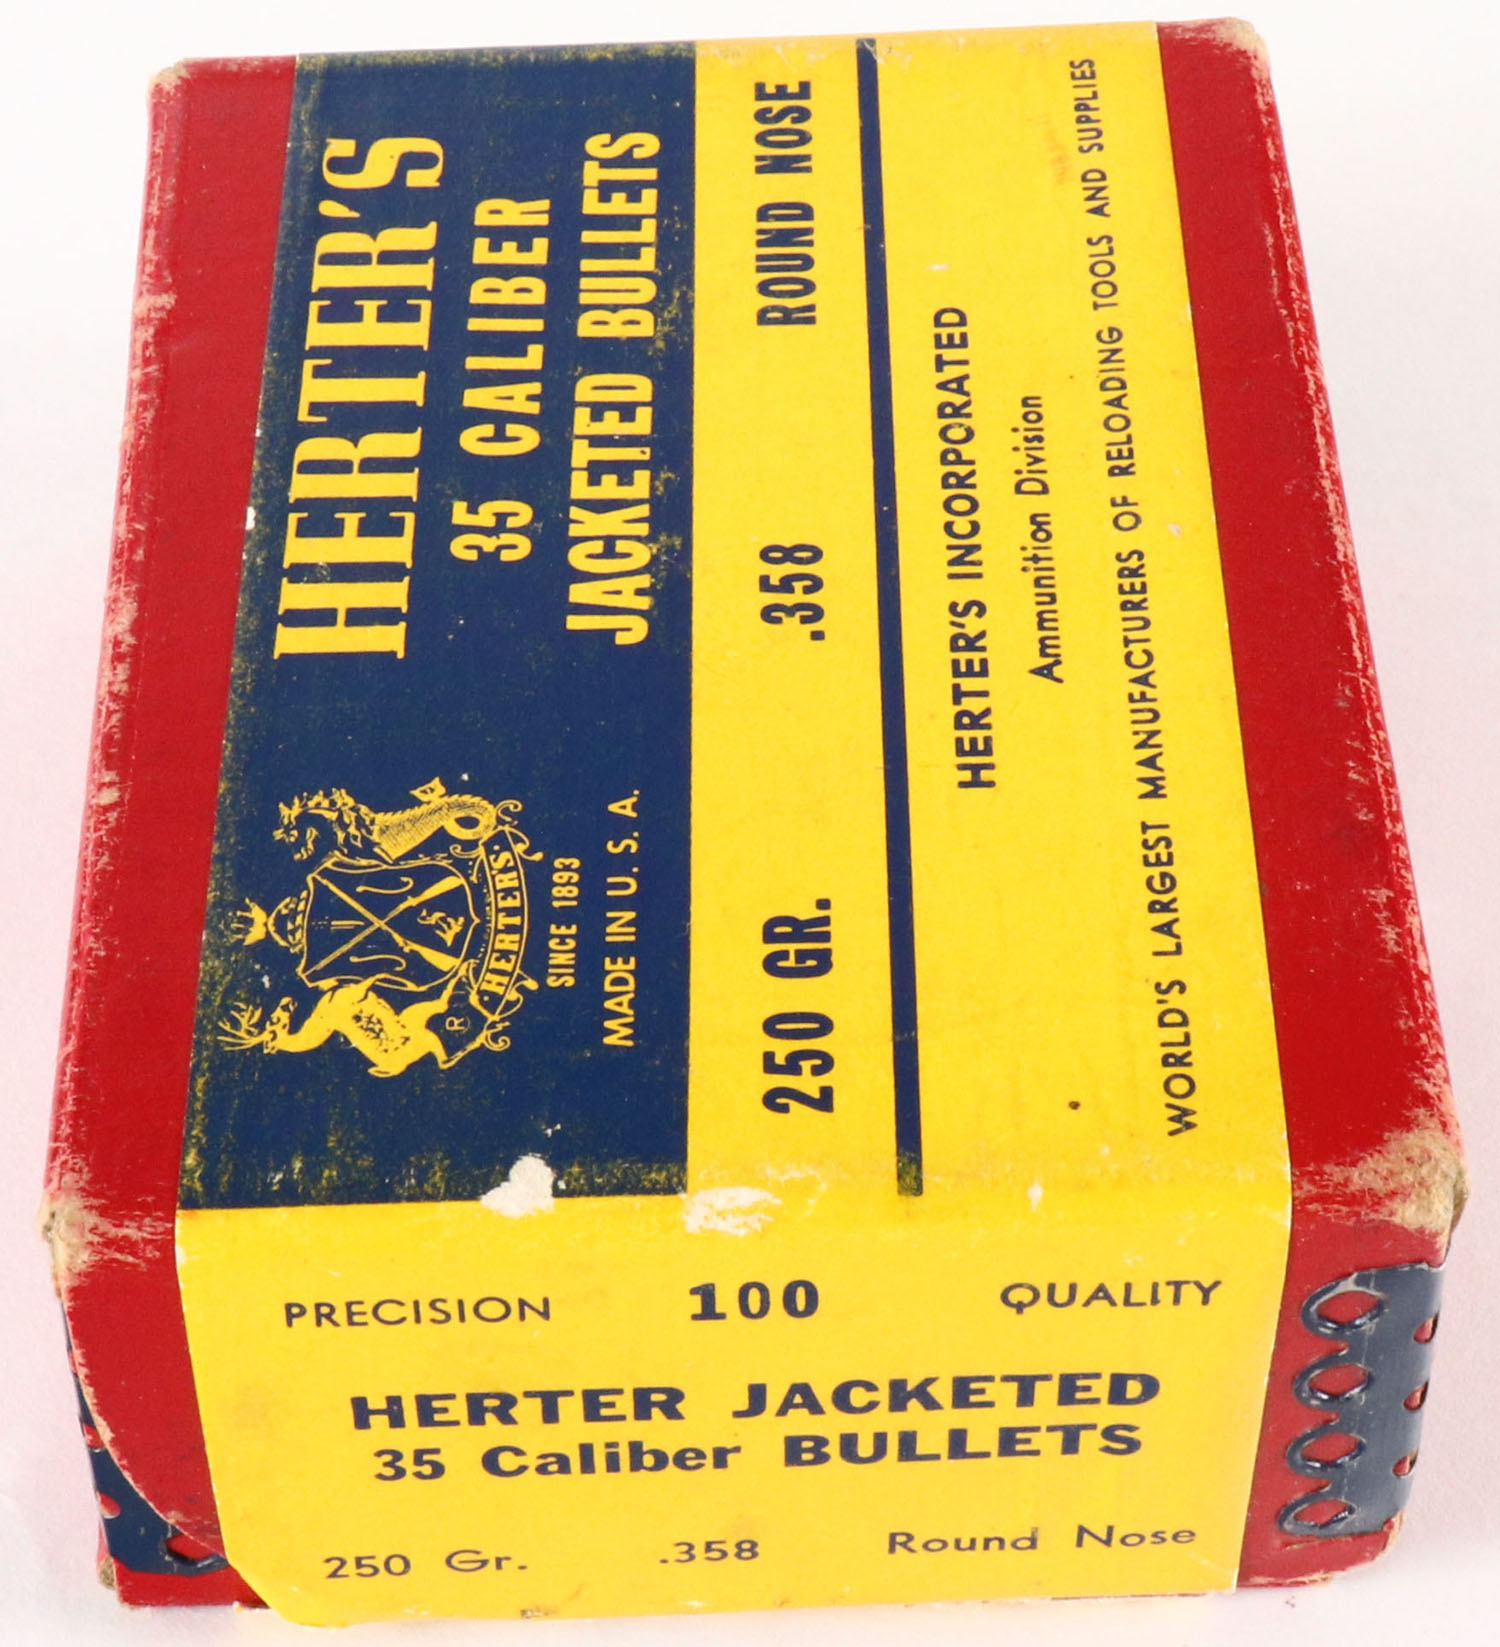 HERTER'S
35 CALIBER
JACKETED BULLETS
HERTER'S
R
SINCE 1893
MADE IN U. S. A.
250 GR. .358 ROUND NOSE
HERTER'S INCORPORATED
Ammunition Division
WORLD'S LARGEST MANUFACTURERS OF RELOADING TOOLS AND SUPPLIES
PRECISION 100 QUALITY
HERTER JACKETED
35 Caliber BULLETS
250 Gr. .358 Round Nose